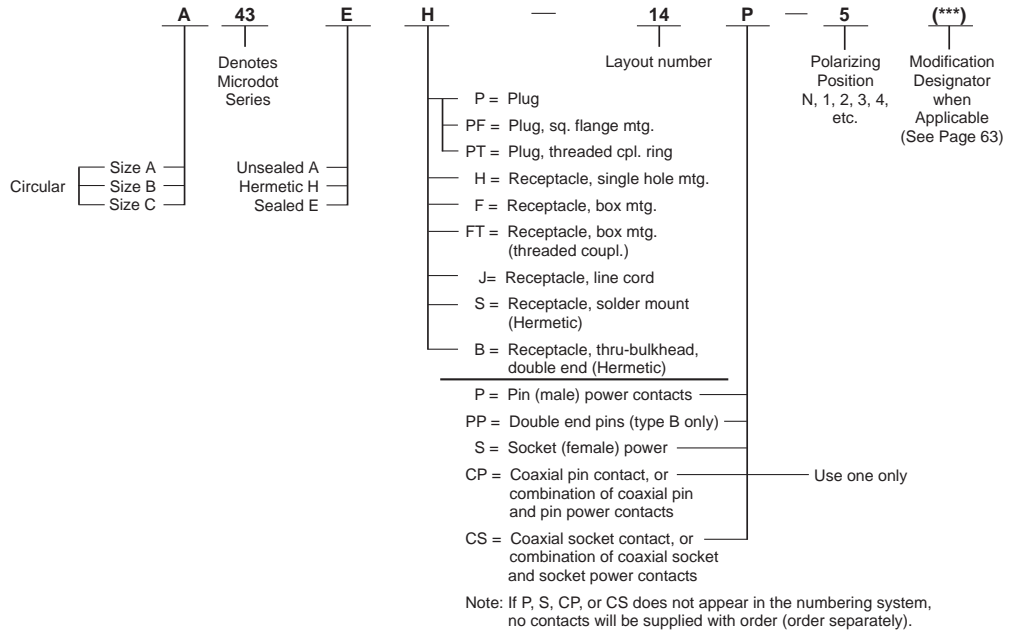 A 43 E H — 14 P — 5 (***)
Denotes
Microdot
Series
Layout number
Polarizing
Position
N, 1, 2, 3, 4,
etc.
Modification
Designator
when
Applicable
(See Page 63)
Circular
Size A
Size B
Size C
Unsealed A
Hermetic H
Sealed E
P = Plug
PF = Plug, sq. flange mtg.
PT = Plug, threaded cpl. ring
H = Receptacle, single hole mtg.
F = Receptacle, box mtg.
FT = Receptacle, box mtg.
(threaded coupl.)
J= Receptacle, line cord
S = Receptacle, solder mount
(Hermetic)
B = Receptacle, thru-bulkhead,
double end (Hermetic)
P = Pin (male) power contacts
PP = Double end pins (type B only)
S = Socket (female) power
CP = Coaxial pin contact, or
combination of coaxial pin
and pin power contacts
Use one only
CS = Coaxial socket contact, or
combination of coaxial socket
and socket power contacts
Note: If P, S, CP, or CS does not appear in the numbering system,
no contacts will be supplied with order (order separately).